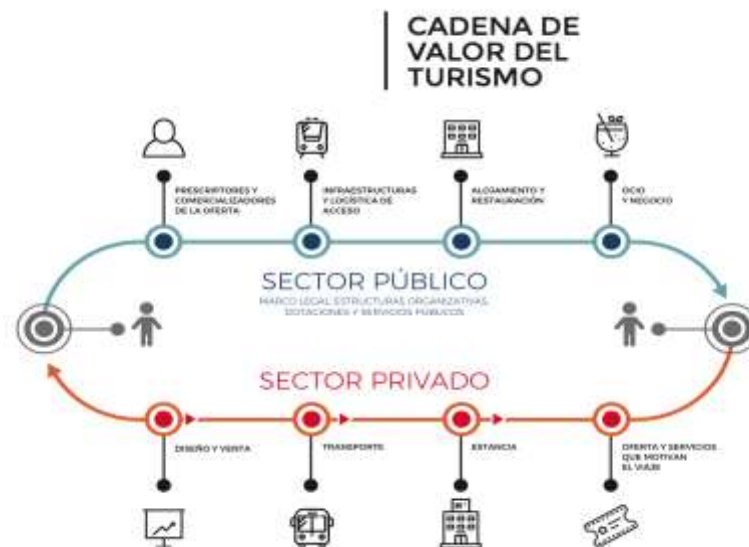 CADENA DE
VALOR DEL
TURISMO
PRESCRIPTORES Y
COMERCIALIZADORES
DE LA OFERTA
INFRAESTRUCTURAS
Y LOGÍSTICA DE
ACCESO
ALOJAMIENTO Y
RESTAURACIÓN
OCIO
Y NEGOCIO
SECTOR PÚBLICO
MARCO LEGAL ESTRUCTURAS ORGANIZATIVAS,
DOTACIONES Y SERVICIOS PÚBLICOS
SECTOR PRIVADO
DISEÑO Y VENTA
TRANSPORTE
ESTANCIA
OFERTA Y SERVICIOS
QUE MOTIVAN
EL VIAJE